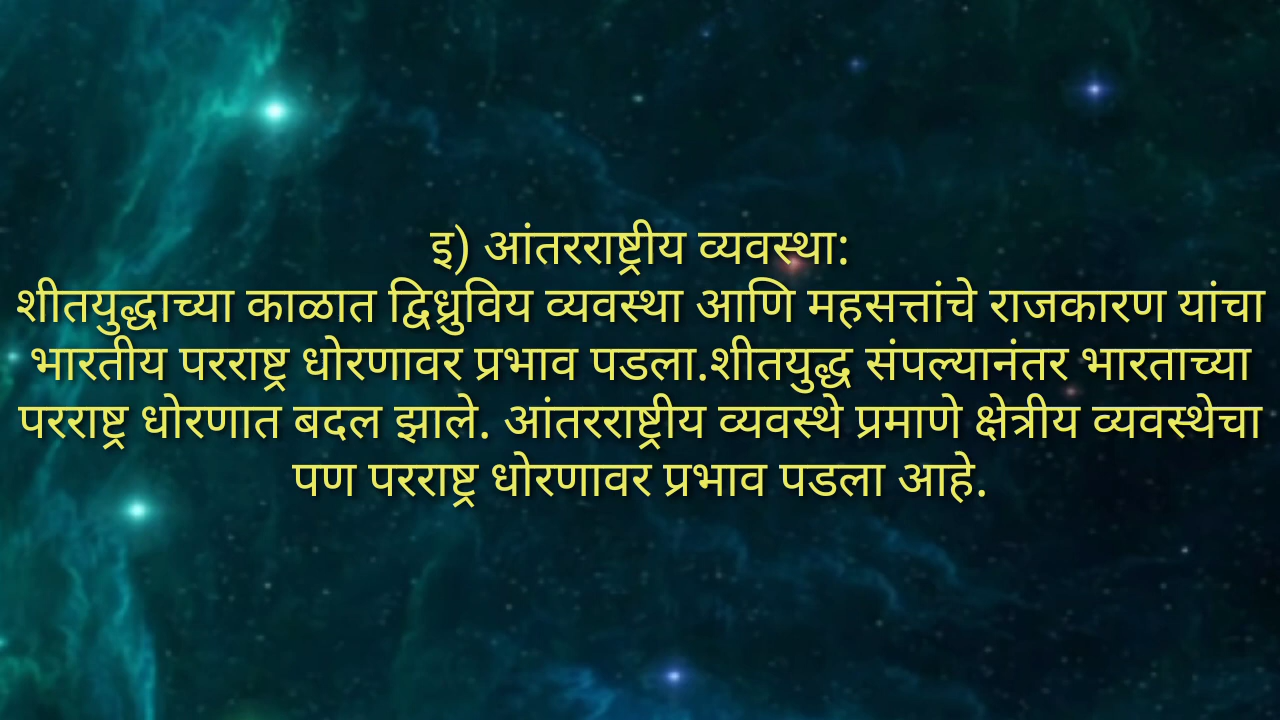 इ) आंतरराष्ट्रीय व्यवस्था:
शीतयुद्धाच्या काळात द्विध्रुविय व्यवस्था आणि महसत्तांचे राजकारण यांचा
भारतीय परराष्ट्र धोरणावर प्रभाव पडला.शीतयुद्ध संपल्यानंतर भारताच्या
परराष्ट्र धोरणात बदल झाले. आंतरराष्ट्रीय व्यवस्थे प्रमाणे क्षेत्रीय व्यवस्थेचा
पण परराष्ट्र धोरणावर प्रभाव पडला आहे.